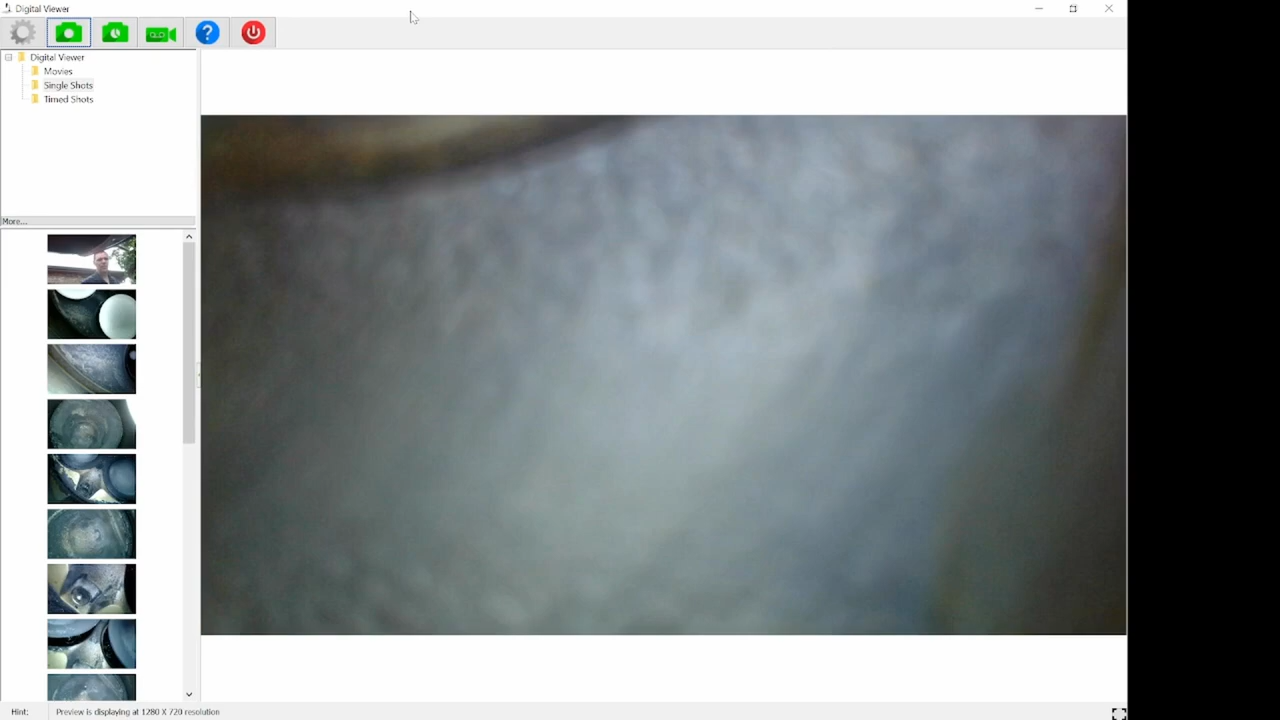 Digital Viewer
Digital Viewer
Movies
Single Shots
Timed Shots
More...
Hint: Preview is displaying at 1280 X 720 resolution